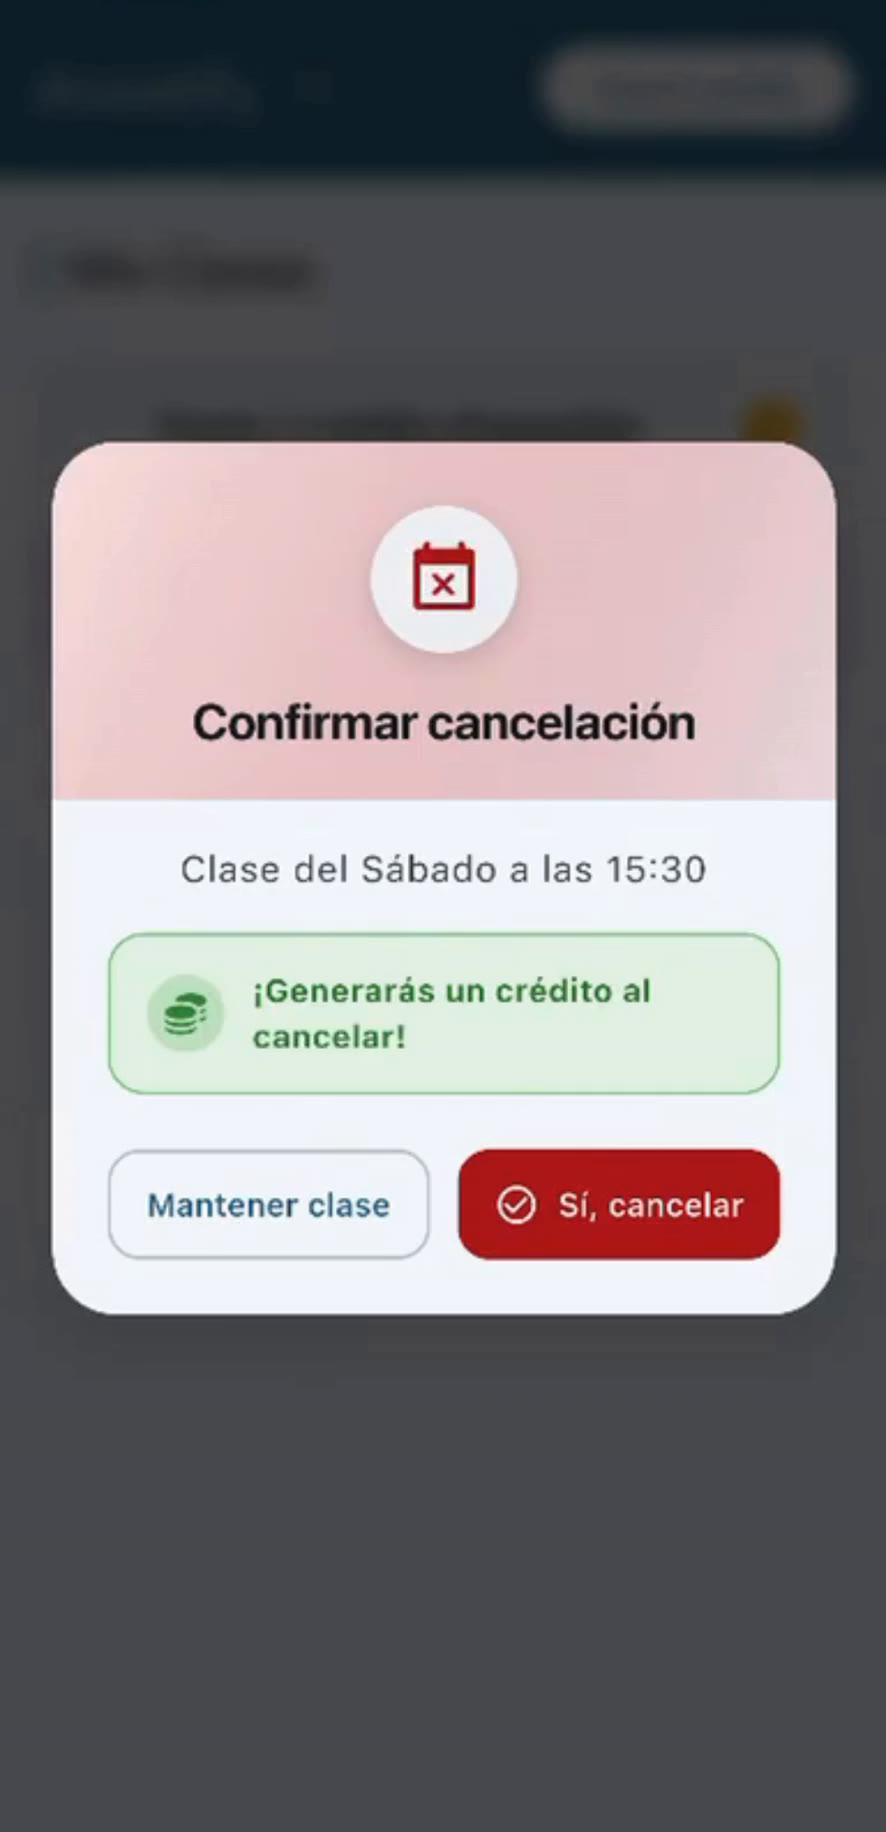 Confirmar cancelación
Clase del Sábado a las 15:30
¡Generarás un crédito al
cancelar!
Mantener clase
Sí, cancelar